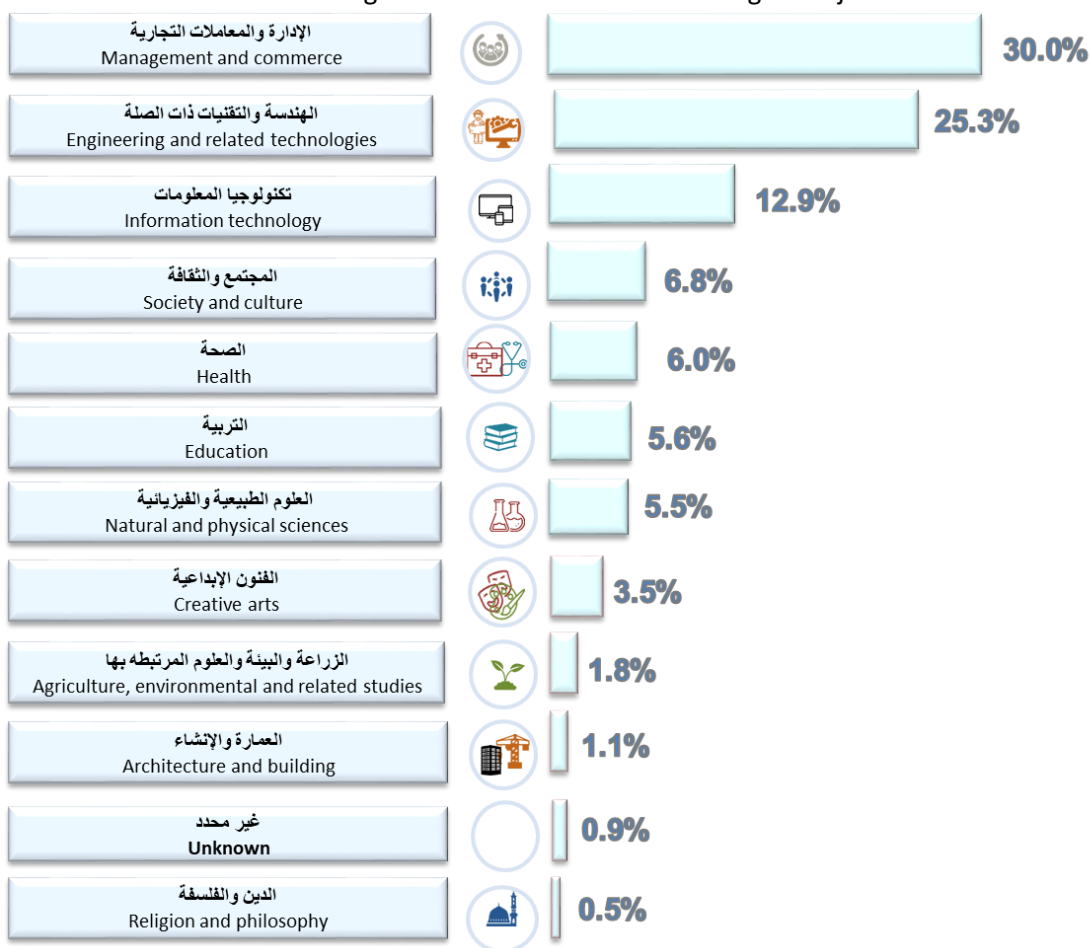 الإدارة والمعاملات التجارية
Management and commerce
30.0%
الهندسة والتقنيات ذات الصلة
Engineering and related technologies
25.3%
تكنولوجيا المعلومات
Information technology
12.9%
المجتمع والثقافة
Society and culture
6.8%
الصحة
Health
6.0%
التربية
Education
5.6%
العلوم الطبيعية والفيزيائية
Natural and physical sciences
5.5%
الفنون الإبداعية
Creative arts
3.5%
الزراعة والبيئة والعلوم المرتبطه بها
Agriculture, environmental and related studies
1.8%
العمارة والإنشاء
Architecture and building
1.1%
غير محدد
Unknown
0.9%
الدين والفلسفة
Religion and philosophy
0.5%